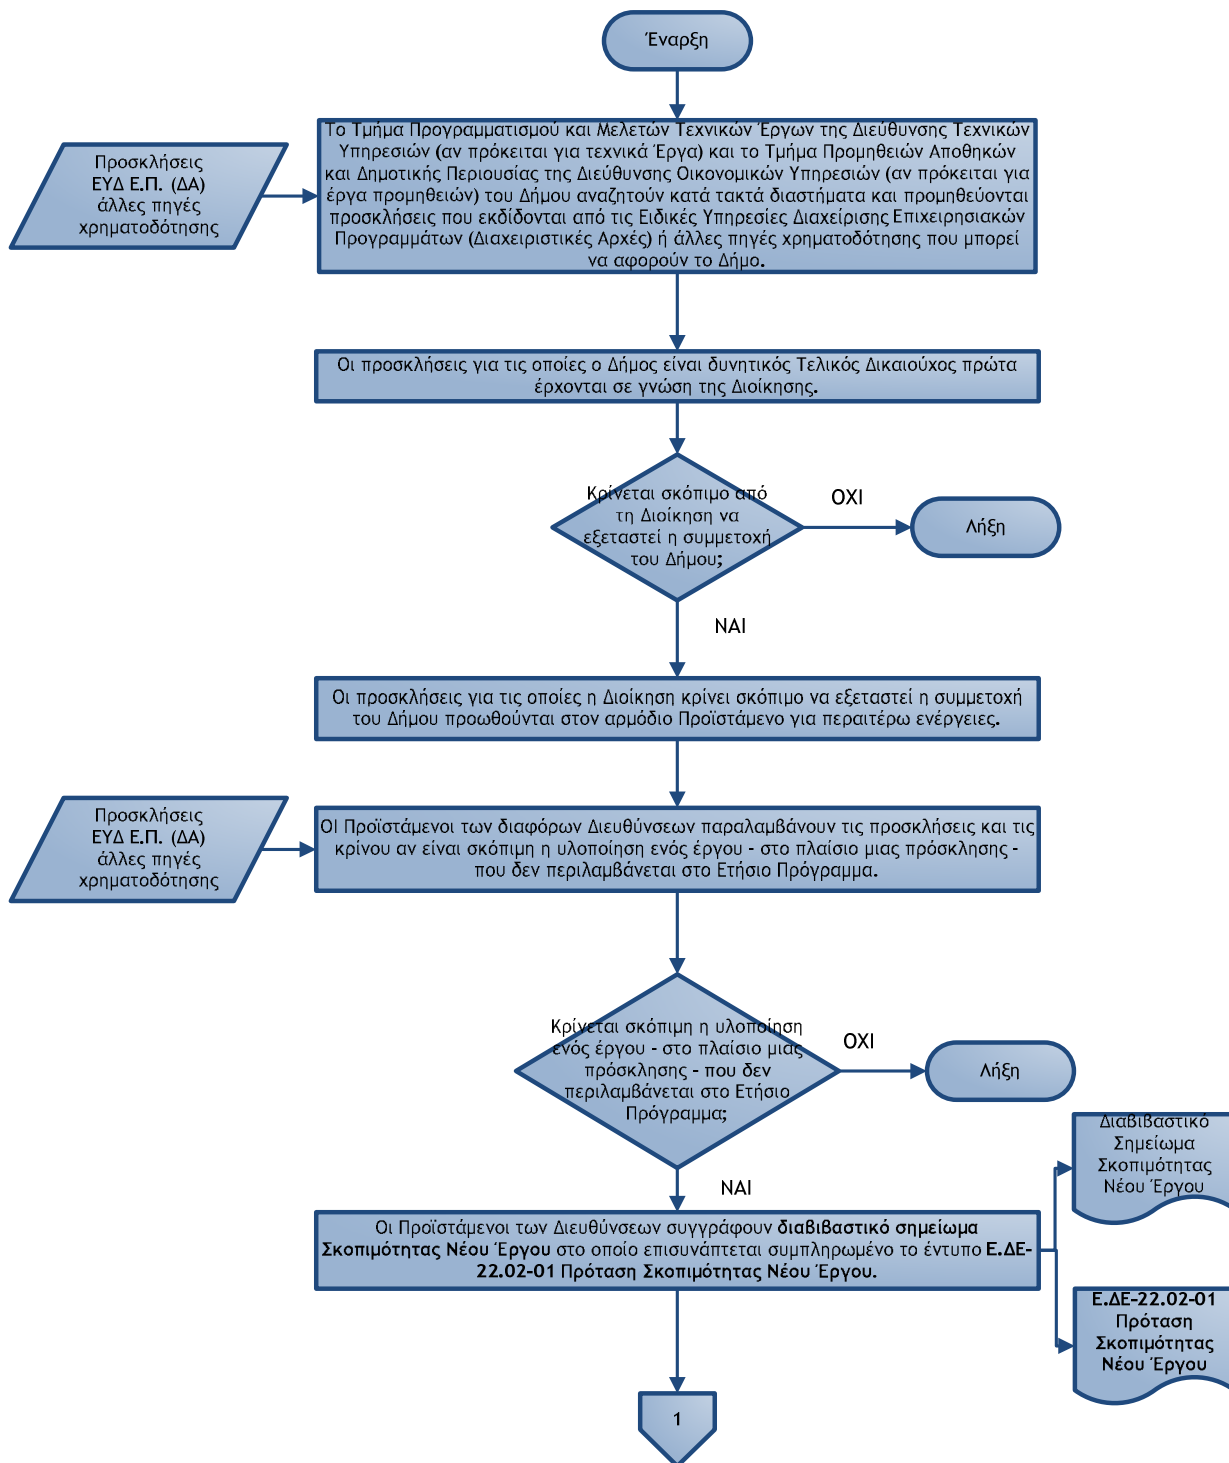 Έναρξη
Το Τμήμα Προγραμματισμού και Μελετών Τεχνικών Έργων της Διεύθυνσης Τεχνικών
Υπηρεσιών (αν πρόκειται για τεχνικά Έργα) και το Τμήμα Προμηθειών Αποθηκών
και Δημοτικής Περιουσίας της Διεύθυνσης Οικονομικών Υπηρεσιών (αν πρόκειται για
έργα προμηθειών) του Δήμου αναζητούν κατά τακτά διαστήματα και προμηθεύονται
προσκλήσεις που εκδίδονται από τις Ειδικές Υπηρεσίες Διαχείρισης Επιχειρησιακών
Προγραμμάτων (Διαχειριστικές Αρχές) ή άλλες πηγές χρηματοδότησης που μπορεί
να αφορούν το Δήμο.
Προσκλήσεις
ΕΥΔ Ε.Π. (ΔΑ)
άλλες πηγές
χρηματοδότησης
Οι προσκλήσεις για τις οποίες ο Δήμος είναι δυνητικός Τελικός Δικαιούχος πρώτα
έρχονται σε γνώση της Διοίκησης.
Κρίνεται σκόπιμο από
τη Διοίκηση να
εξεταστεί η συμμετοχή
του Δήμου;
ΟΧΙ
Λήξη
ΝΑΙ
Οι προσκλήσεις για τις οποίες η Διοίκηση κρίνει σκόπιμο να εξεταστεί η συμμετοχή
του Δήμου προωθούνται στον αρμόδιο Προϊστάμενο για περαιτέρω ενέργειες.
Προσκλήσεις
ΕΥΔ Ε.Π. (ΔΑ)
άλλες πηγές
χρηματοδότησης
ΟΙ Προϊστάμενοι των διαφόρων Διευθύνσεων παραλαμβάνουν τις προσκλήσεις και τις
κρίνου αν είναι σκόπιμη η υλοποίηση ενός έργου - στο πλαίσιο μιας πρόσκλησης -
που δεν περιλαμβάνεται στο Ετήσιο Πρόγραμμα.
Κρίνεται σκόπιμη η υλοποίηση
ενός έργου - στο πλαίσιο μιας
πρόσκλησης - που δεν
περιλαμβάνεται στο Ετήσιο
Πρόγραμμα;
ΟΧΙ
Λήξη
ΝΑΙ
Οι Προϊστάμενοι των Διευθύνσεων συγγράφουν διαβιβαστικό σημείωμα
Σκοπιμότητας Νέου Έργου στο οποίο επισυνάπτεται συμπληρωμένο το έντυπο Ε.ΔΕ-
22.02-01 Πρόταση Σκοπιμότητας Νέου Έργου.
Διαβιβαστικό
Σημείωμα
Σκοπιμότητας
Νέου Έργου
Ε.ΔΕ-22.02-01
Πρόταση
Σκοπιμότητας
Νέου Έργου
1